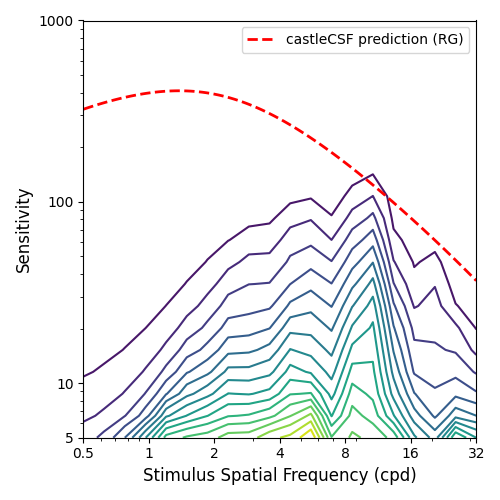 1000
castleCSF prediction (RG)
100
Sensitivity
10
5
0.5 1 2 4 8 16 32
Stimulus Spatial Frequency (cpd)